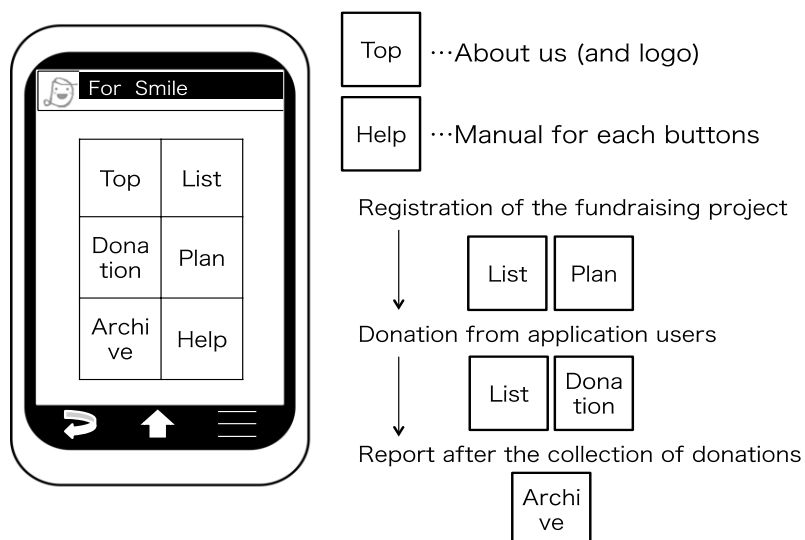 For Smile
Top
List
Dona
tion
Plan
Archi
ve
Help
Top …About us (and logo)
Help …Manual for each buttons
Registration of the fundraising project
List
Plan
Donation from application users
List
Dona
tion
Report after the collection of donations
Archi
ve